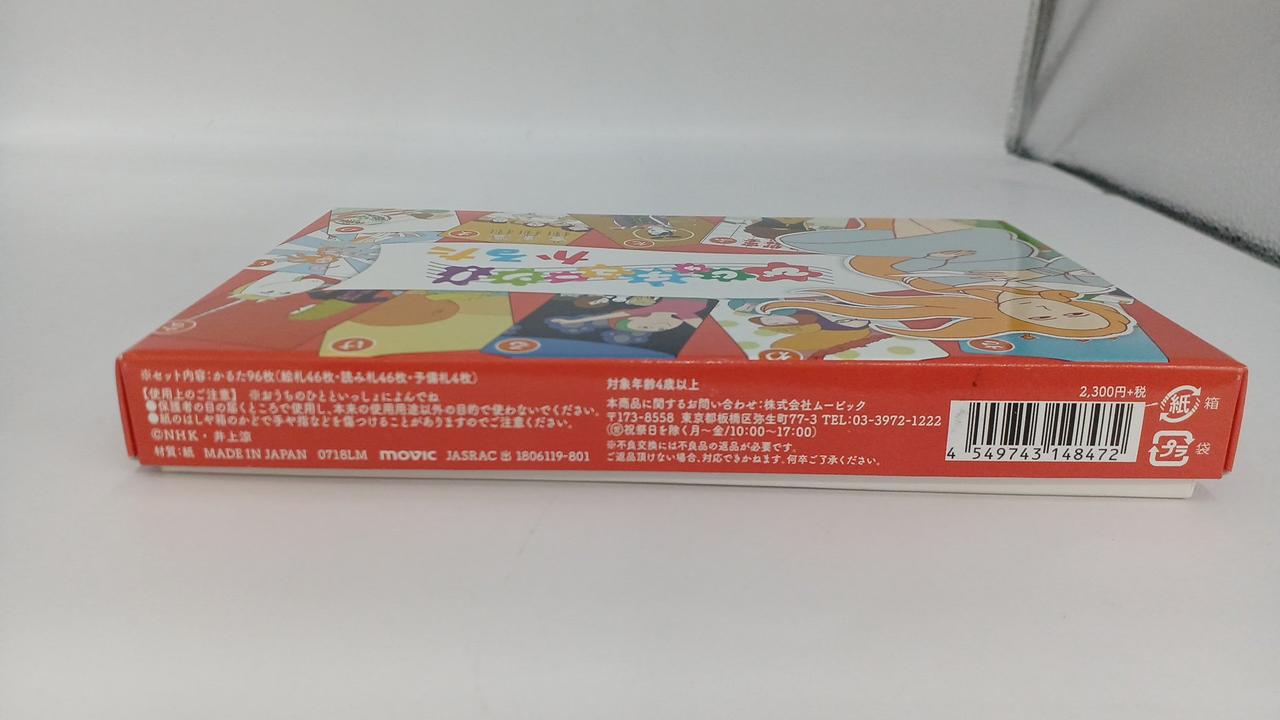 かるた
※セット内容：かるた96枚(絵札46枚・読み札46枚・予備札4枚)
【使用上のご注意】 ※おうちのひとといっしょによんでね
●保護者の目の届くところで使用し、本来の使用用途以外の目的で使わないでください。
●紙のはしや箱のかどで手や指などを傷つけることがありますのでご注意ください。
©NHK・井上涼
材質：紙 MADE IN JAPAN 0718LM movic JASRAC 出 1806119-801
対象年齢4歳以上
本商品に関するお問い合わせ：株式会社ムービック
〒173-8558 東京都板橋区弥生町77-3 TEL:03-3972-1222
(祝祭日を除く月～金/10:00～17:00)
※不良交換には不良品の返品が必要です。
ご返品頂けない場合、対応できかねます。何卒ご了承ください。
2,300円+税
4 549743 148472
紙 箱
プラ 袋